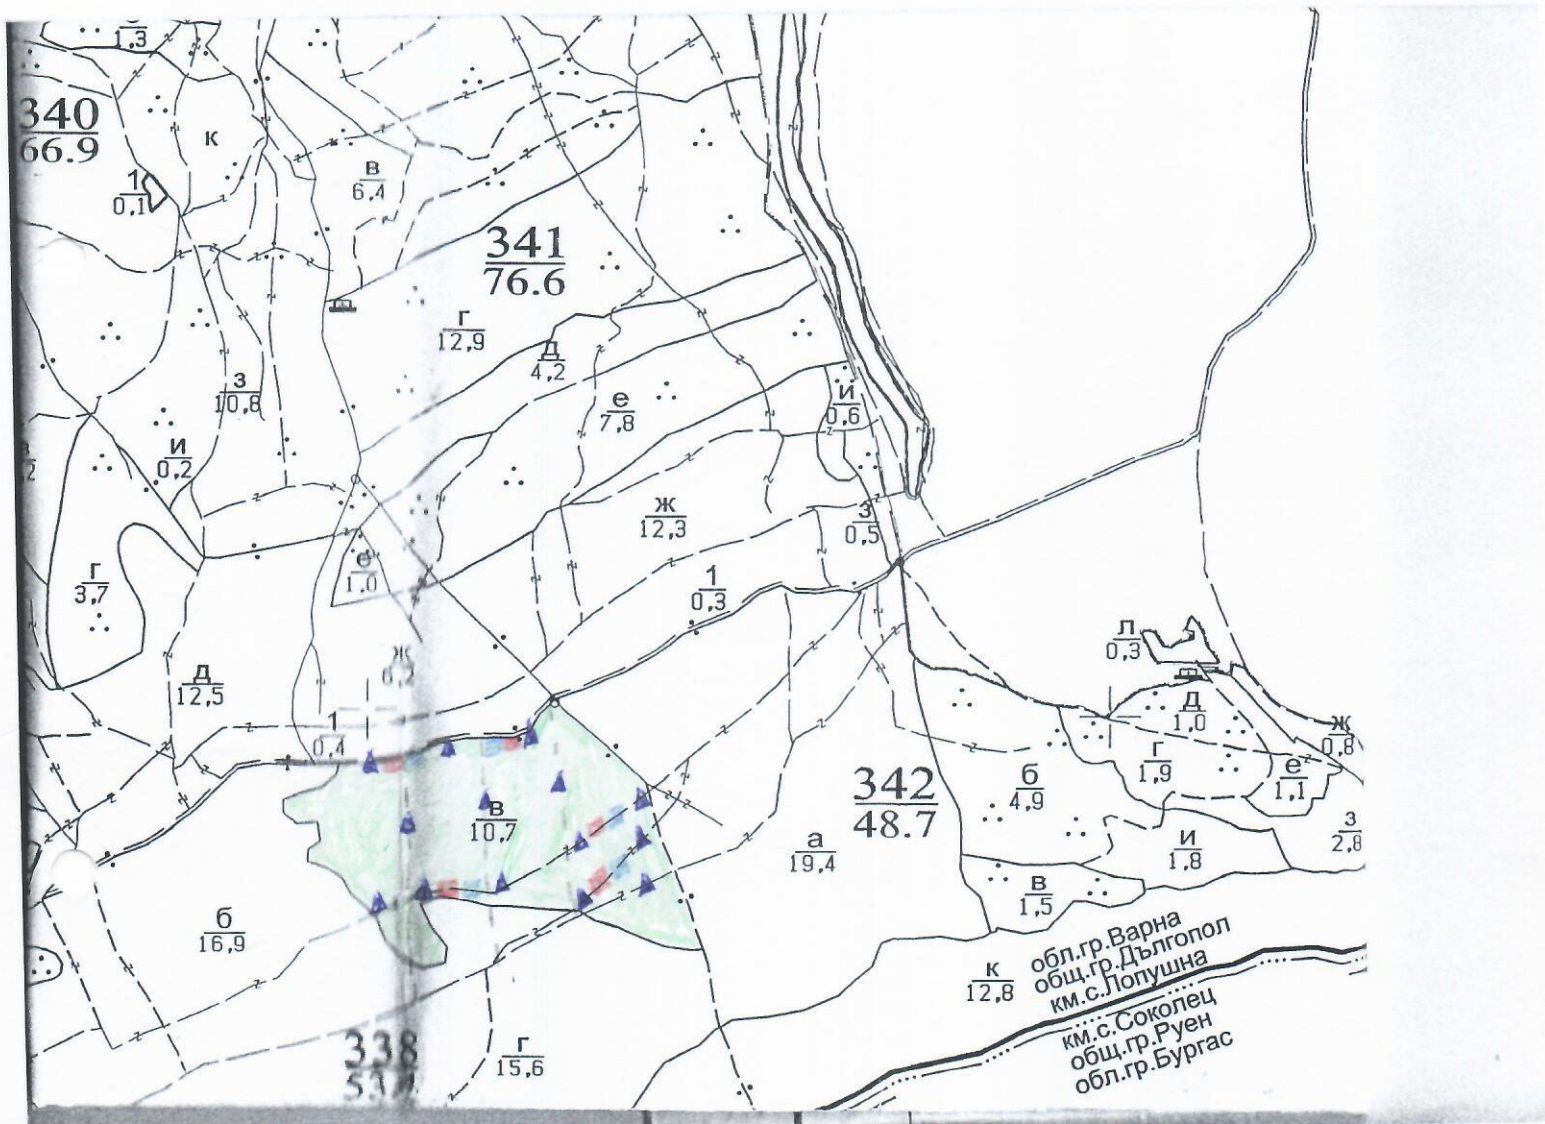 1,3
340
66.9
к
1
0,1
в
6,4
341
76.6
г
12,9
д
4,2
з
10,8
е
7,8
и
0,6
и
0,2
ж
12,3
з
0,5
е
1,0
г
3,7
1
0,3
л
0,3
ж
6,2
д
12,5
д
1,0
1
0,4
ж
0,8
г
1,9
е
1,1
б
4,9
342
48.7
в
10,7
а
19,4
з
2,8
и
1,8
в
1,5
б
16,9
к
12,8
обл.гр.Варна
общ.гр.Дългопол
км.с.Лопушна
км.с.Соколец
общ.гр.Руен
обл.гр.Бургас
338
г
15,6